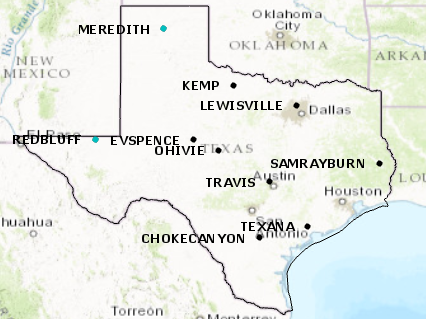 Oklahoma City
MEREDITH
OKLAHOMA
ARKA
NEW
MEXICO
Rio Grande
KEMP
LEWISVILLE
Dallas
El Paso
REDBLUFF
EVSPENCE
OHIVIE
TEXAS
SAMRAYBURN
TRAVIS
Austin
LOU
Houston
San
Antonio
TEXANA
CHOKECANYON
huahua
Torreón
Monterrey